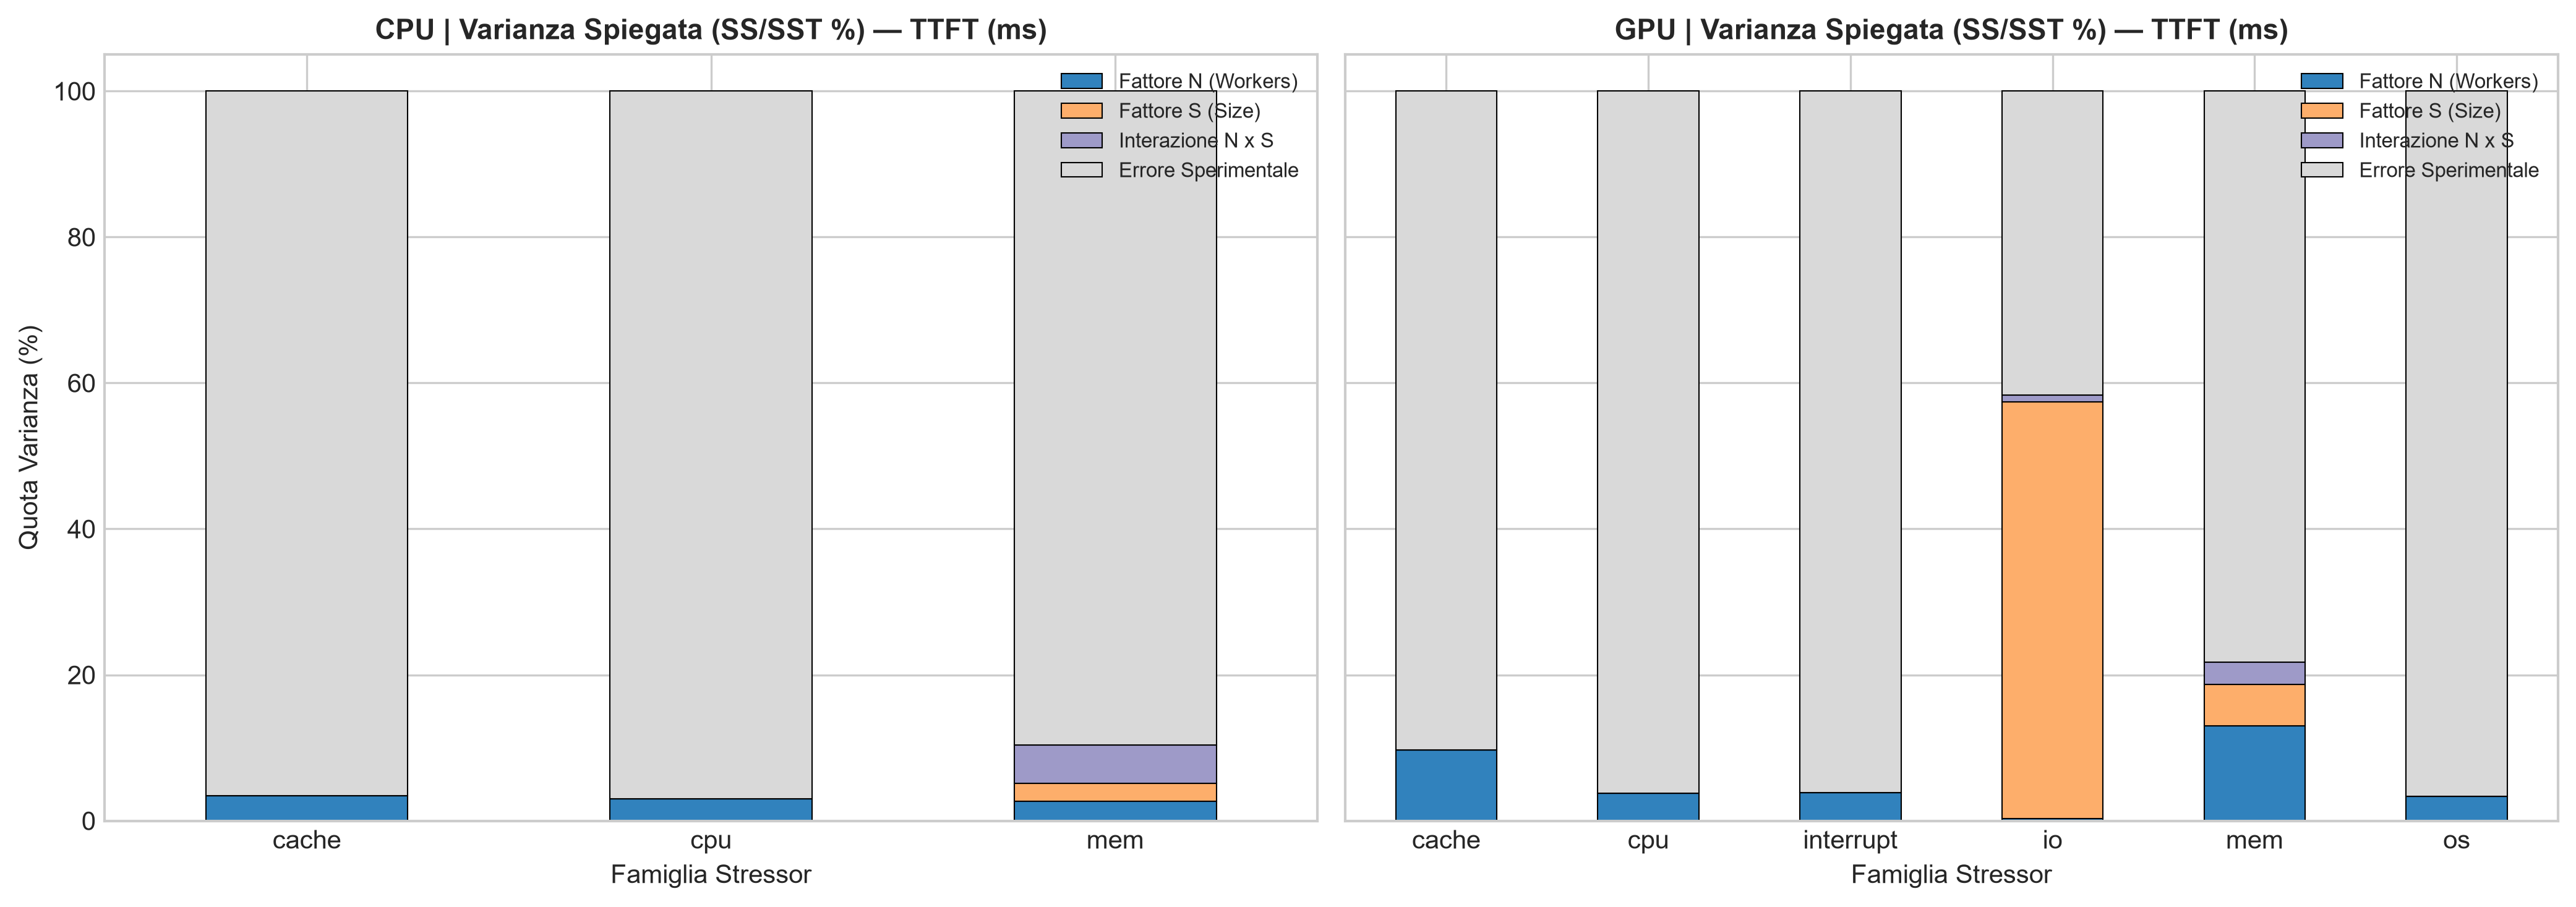 CPU | Varianza Spiegata (SS/SST %) — TTFT (ms)
Quota Varianza (%)
100
80
60
40
20
0
Fattore N (Workers)
Fattore S (Size)
Interazione N x S
Errore Sperimentale
cache cpu mem
Famiglia Stressor
GPU | Varianza Spiegata (SS/SST %) — TTFT (ms)
Fattore N (Workers)
Fattore S (Size)
Interazione N x S
Errore Sperimentale
cache cpu interrupt io mem os
Famiglia Stressor